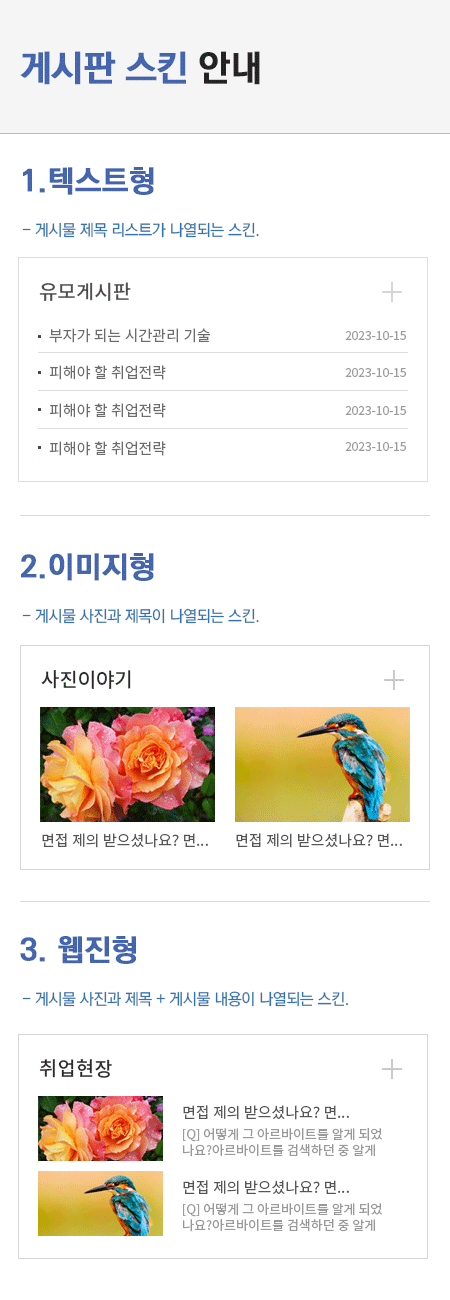 게시판 스킨 안내
1.텍스트형
- 게시물 제목 리스트가 나열되는 스킨.
유모게시판
부자가 되는 시간관리 기술 2023-10-15
피해야 할 취업전략 2023-10-15
피해야 할 취업전략 2023-10-15
피해야 할 취업전략 2023-10-15
2.이미지형
- 게시물 사진과 제목이 나열되는 스킨.
사진이야기
면접 제의 받으셨나요? 면... 면접 제의 받으셨나요? 면...
3. 웹진형
- 게시물 사진과 제목 + 게시물 내용이 나열되는 스킨.
취업현장
면접 제의 받으셨나요? 면...
[Q] 어떻게 그 아르바이트를 알게 되었
나요?아르바이트를 검색하던 중 알게
면접 제의 받으셨나요? 면...
[Q] 어떻게 그 아르바이트를 알게 되었
나요?아르바이트를 검색하던 중 알게